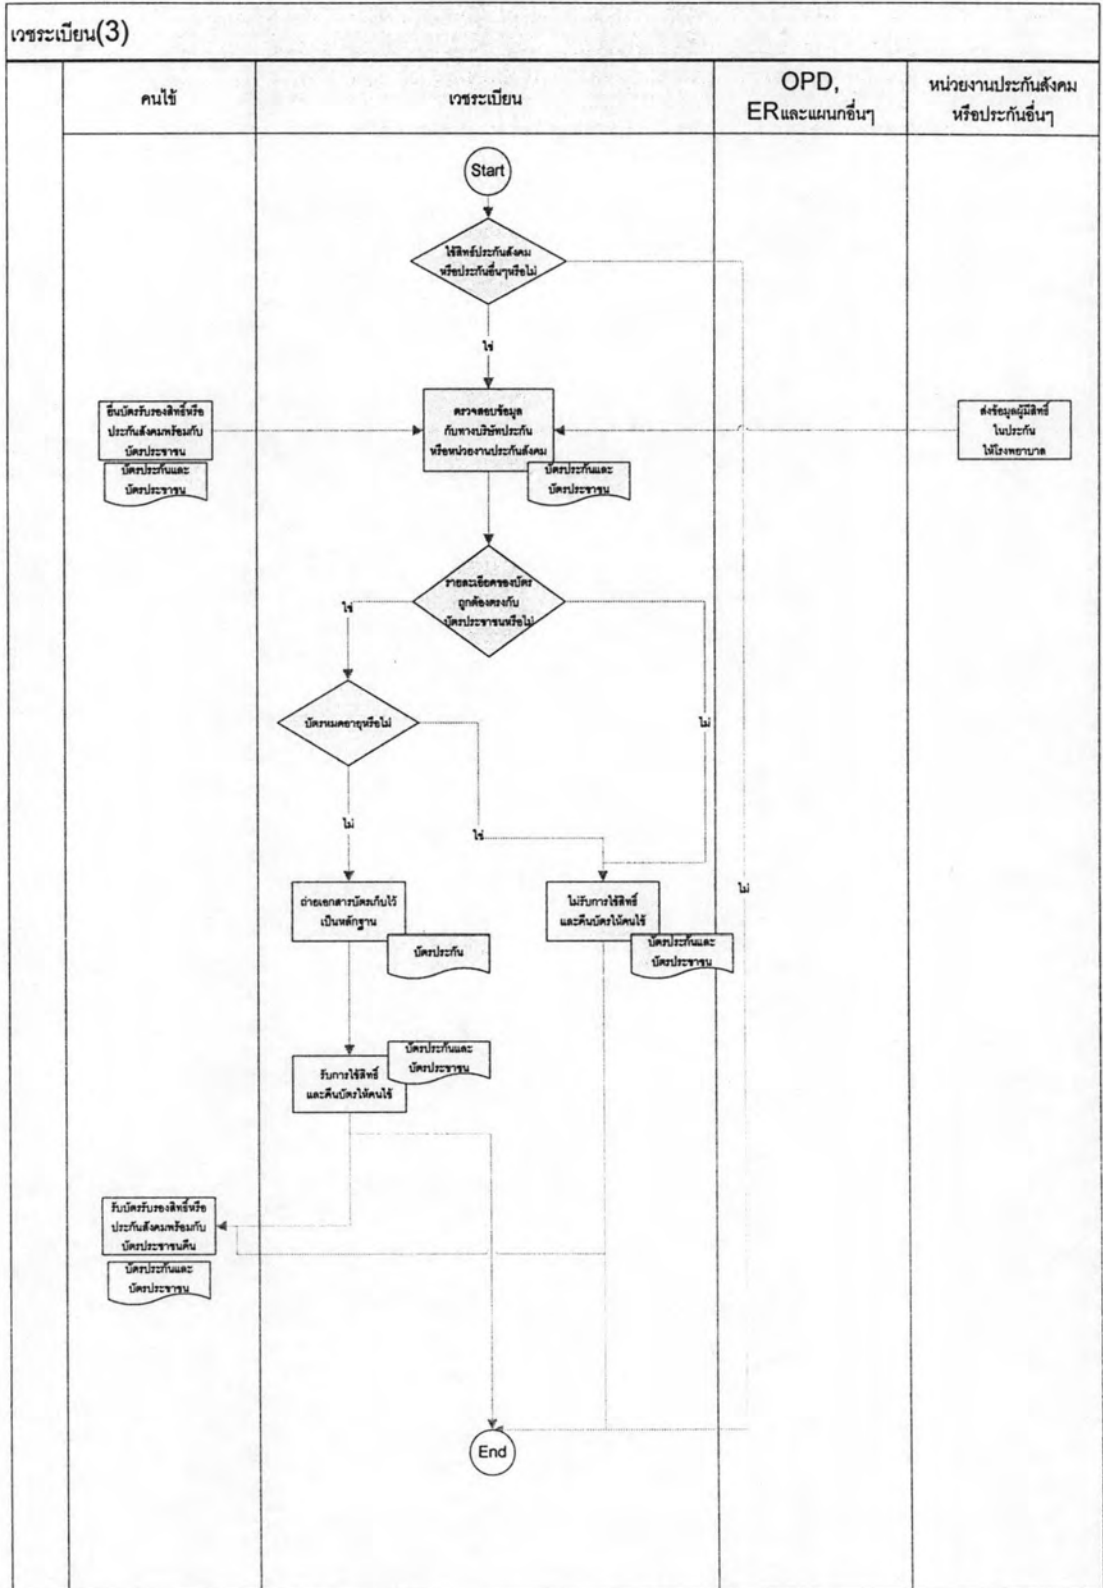 เวชระเบียน(3)
คนไข้
เวชระเบียน
OPD,
ERและแผนกอื่นๆ
หน่วยงานประกันสังคม
หรือประกันอื่นๆ
Start
ใช้สิทธ์ประกันสังคม
หรือประกันอื่นๆหรือไม่
ใช่
ยื่นบัตรรับรองสิทธิ์หรือ
ประกันสังคมพร้อมกับ
บัตรประชาชน
บัตรประกันและ
บัตรประชาชน
ตรวจสอบข้อมูล
กับทางบริษัทประกัน
หรือหน่วยงานประกันสังคม
บัตรประกันและ
บัตรประชาชน
ส่งข้อมูลผู้มีสิทธิ์
ในประกัน
ให้โรงพยาบาล
รายละเอียดของบัตร
ถูกต้องตรงกับ
บัตรประชาชนหรือไม่
ใช่
บัตรหมดอายุหรือไม่
ไม่
ไม่
ใช่
ไม่
ถ่ายเอกสารบัตรเก็บไว้
เป็นหลักฐาน
บัตรประกัน
ไม่รับการใช้สิทธิ์
และคืนบัตรให้คนไข้
บัตรประกันและ
บัตรประชาชน
บัตรประกันและ
บัตรประชาชน
รับการใช้สิทธิ์
และคืนบัตรให้คนไข้
รับบัตรรับรองสิทธิ์หรือ
ประกันสังคมพร้อมกับ
บัตรประชาชนคืน
บัตรประกันและ
บัตรประชาชน
End